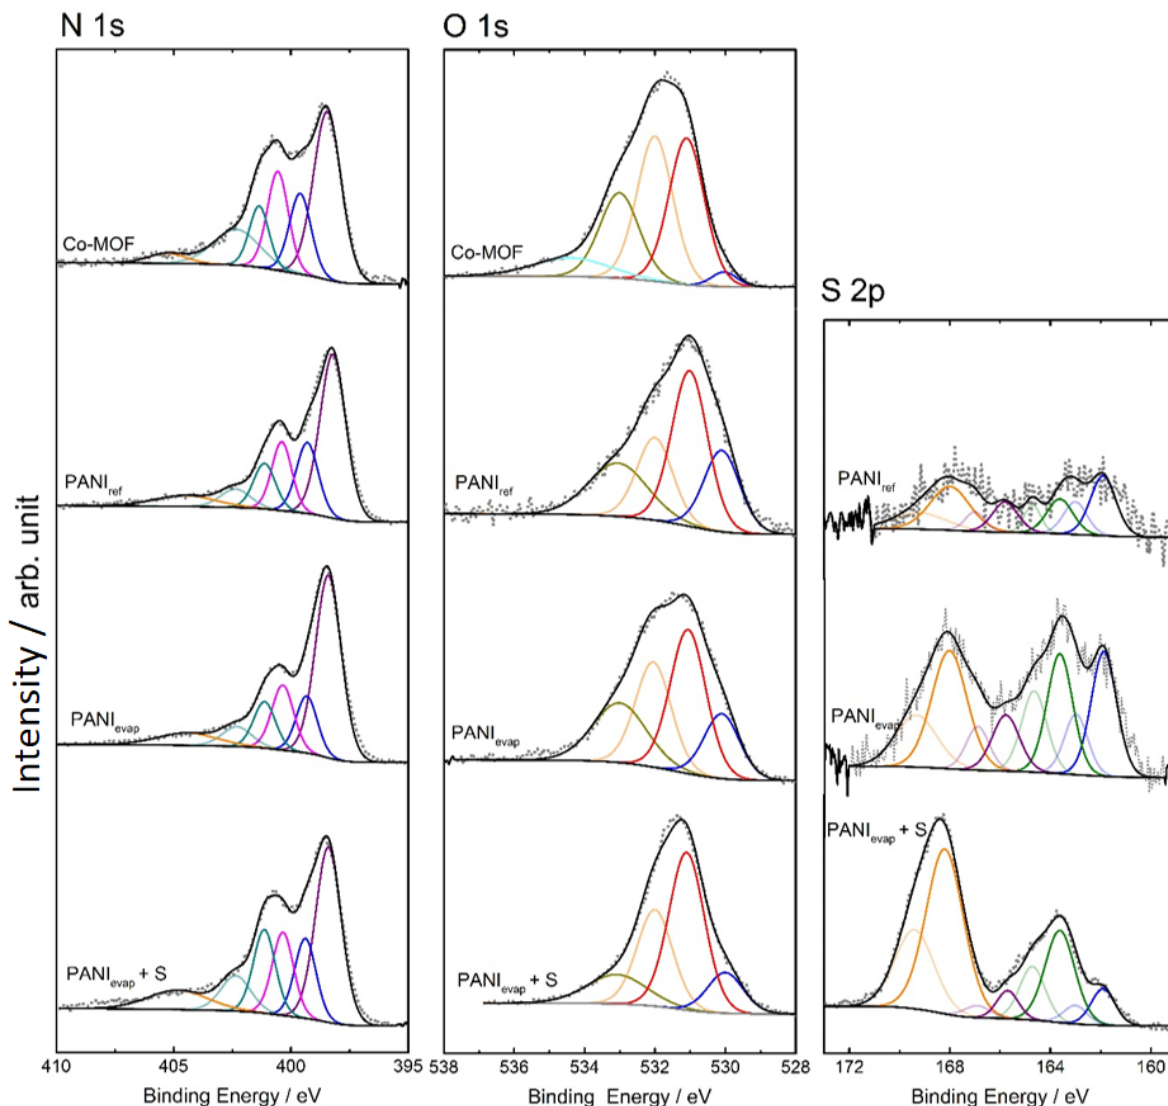 N 1s
O 1s
Co-MOF
Co-MOF
S 2p
PANIref
PANIref
PANIref
Intensity / arb. unit
PANIevap
PANIevap
PANIevap
PANIevap + S
PANIevap + S
PANIevap + S
410 405 400 395
538 536 534 532 530 528
172 168 164 160
Binding Energy / eV
Binding Energy / eV
Binding Energy / eV